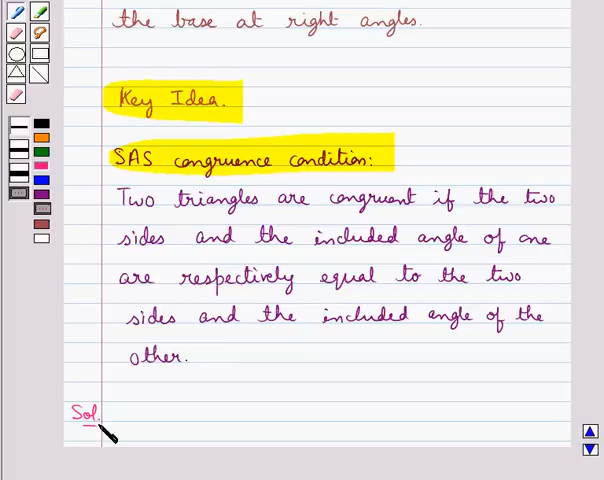 the base at right angles.
Key Idea.
SAS congruence condition:
Two triangles are congruent if the two
sides and the included angle of one
are respectively equal to the two
sides and the included angle of the
other.
Sol.